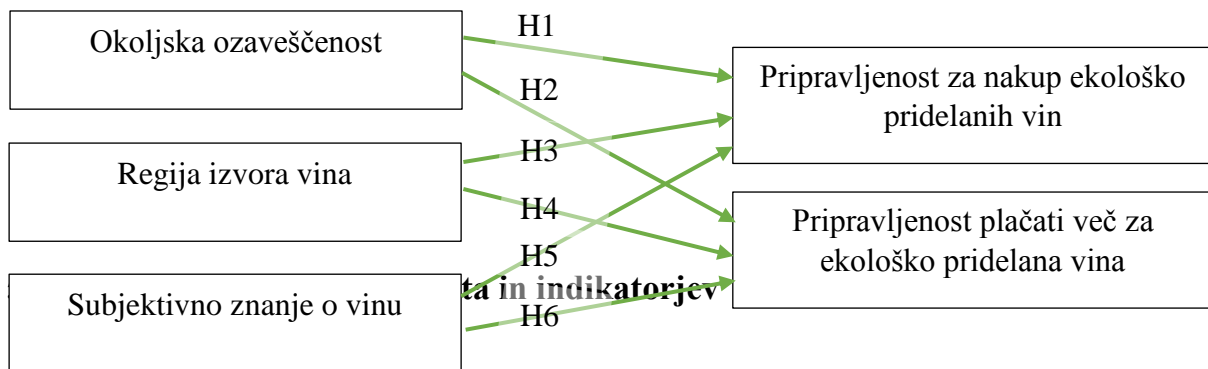 Okoljska ozaveščenost
Regija izvora vina
Subjektivno znanje o vinu
H1
H2
H3
H4
H5
H6
Pripravljenost za nakup ekološko
pridelanih vin
Pripravljenost plačati več za
ekološko pridelana vina
in indikatorjev